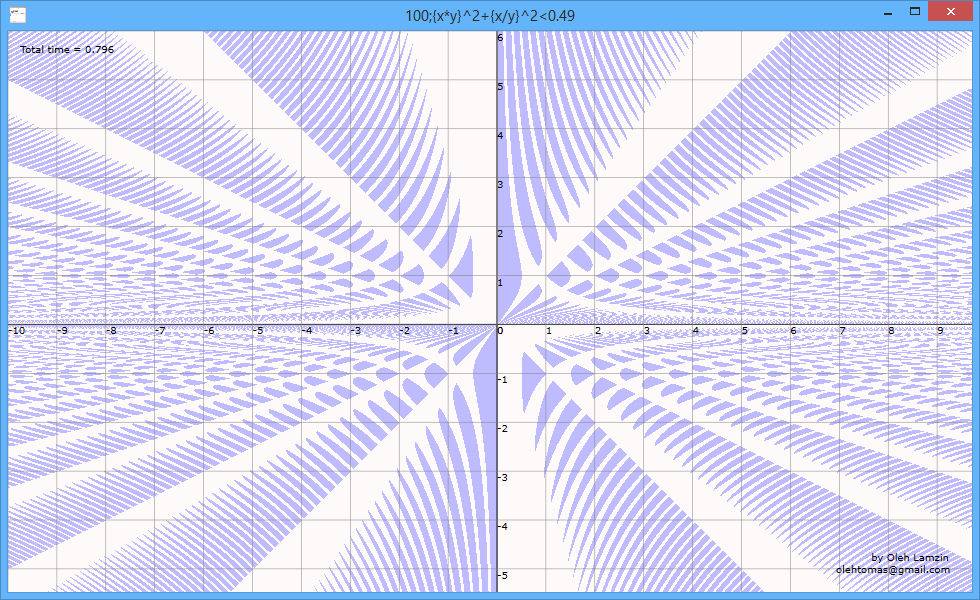 100;{x*y}^2+{x/y}^2<0.49
Total time = 0.796
6
5
4
3
2
1
-10 -9 -8 -7 -6 -5 -4 -3 -2 -1 0 1 2 3 4 5 6 7 8 9
-1
-2
-3
-4
-5
by Oleh Lamzin
olehtomas@gmail.com